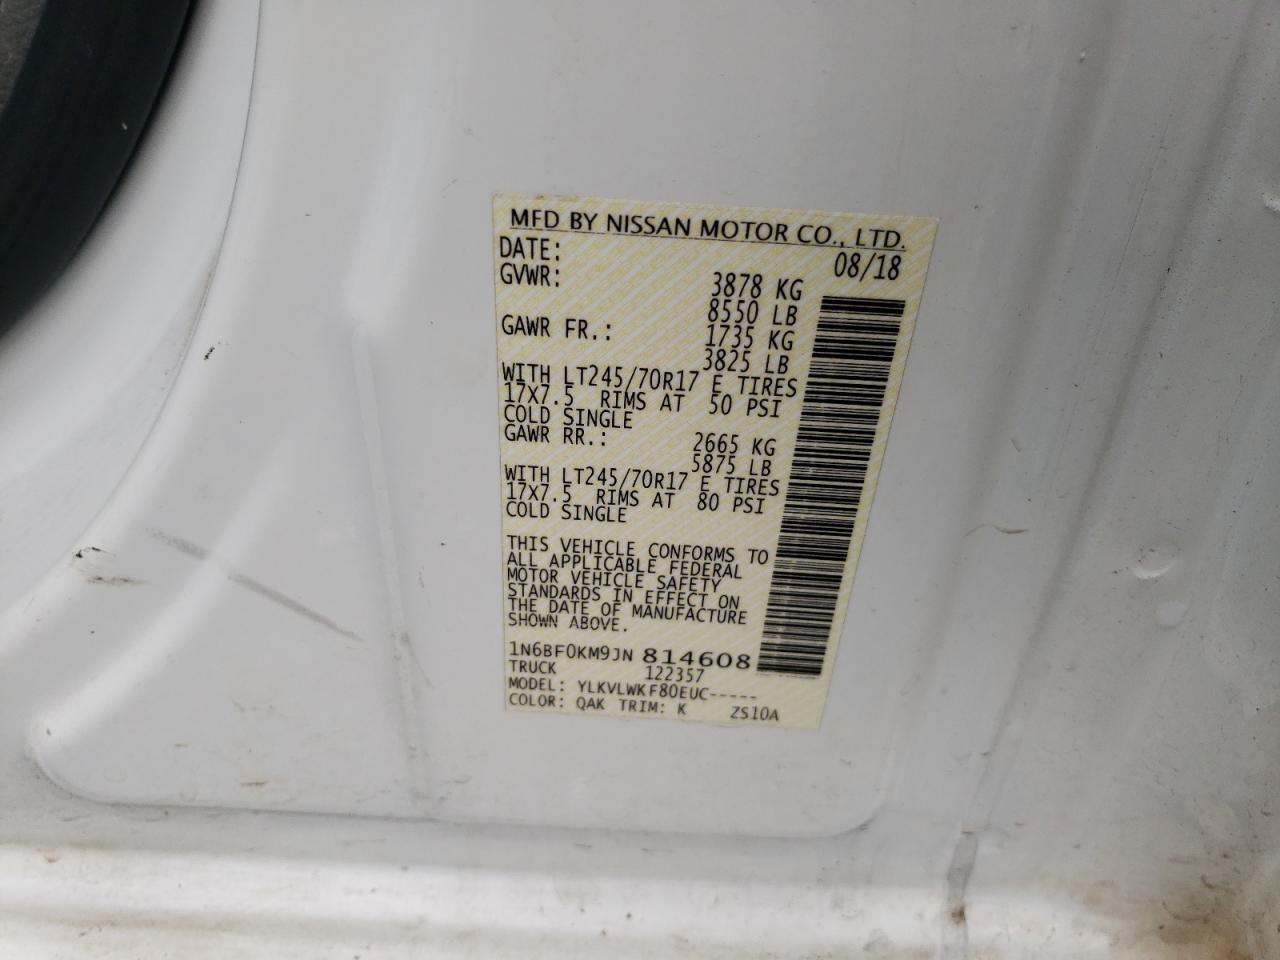 MFD BY NISSAN MOTOR CO., LTD.
DATE: 08/18
GVWR: 3878 KG
8550 LB
GAWR FR.: 1735 KG
3825 LB
WITH LT245/70R17 E TIRES
17X7.5 RIMS AT 50 PSI
COLD SINGLE
GAWR RR.: 2665 KG
5875 LB
WITH LT245/70R17 E TIRES
17X7.5 RIMS AT 80 PSI
COLD SINGLE
THIS VEHICLE CONFORMS TO
ALL APPLICABLE FEDERAL
MOTOR VEHICLE SAFETY
STANDARDS IN EFFECT ON
THE DATE OF MANUFACTURE
SHOWN ABOVE.
1N6BF0KM9JN 814608
TRUCK 122357
MODEL: YLKVLWKF80EUC-----
COLOR: QAK TRIM: K ZS10A